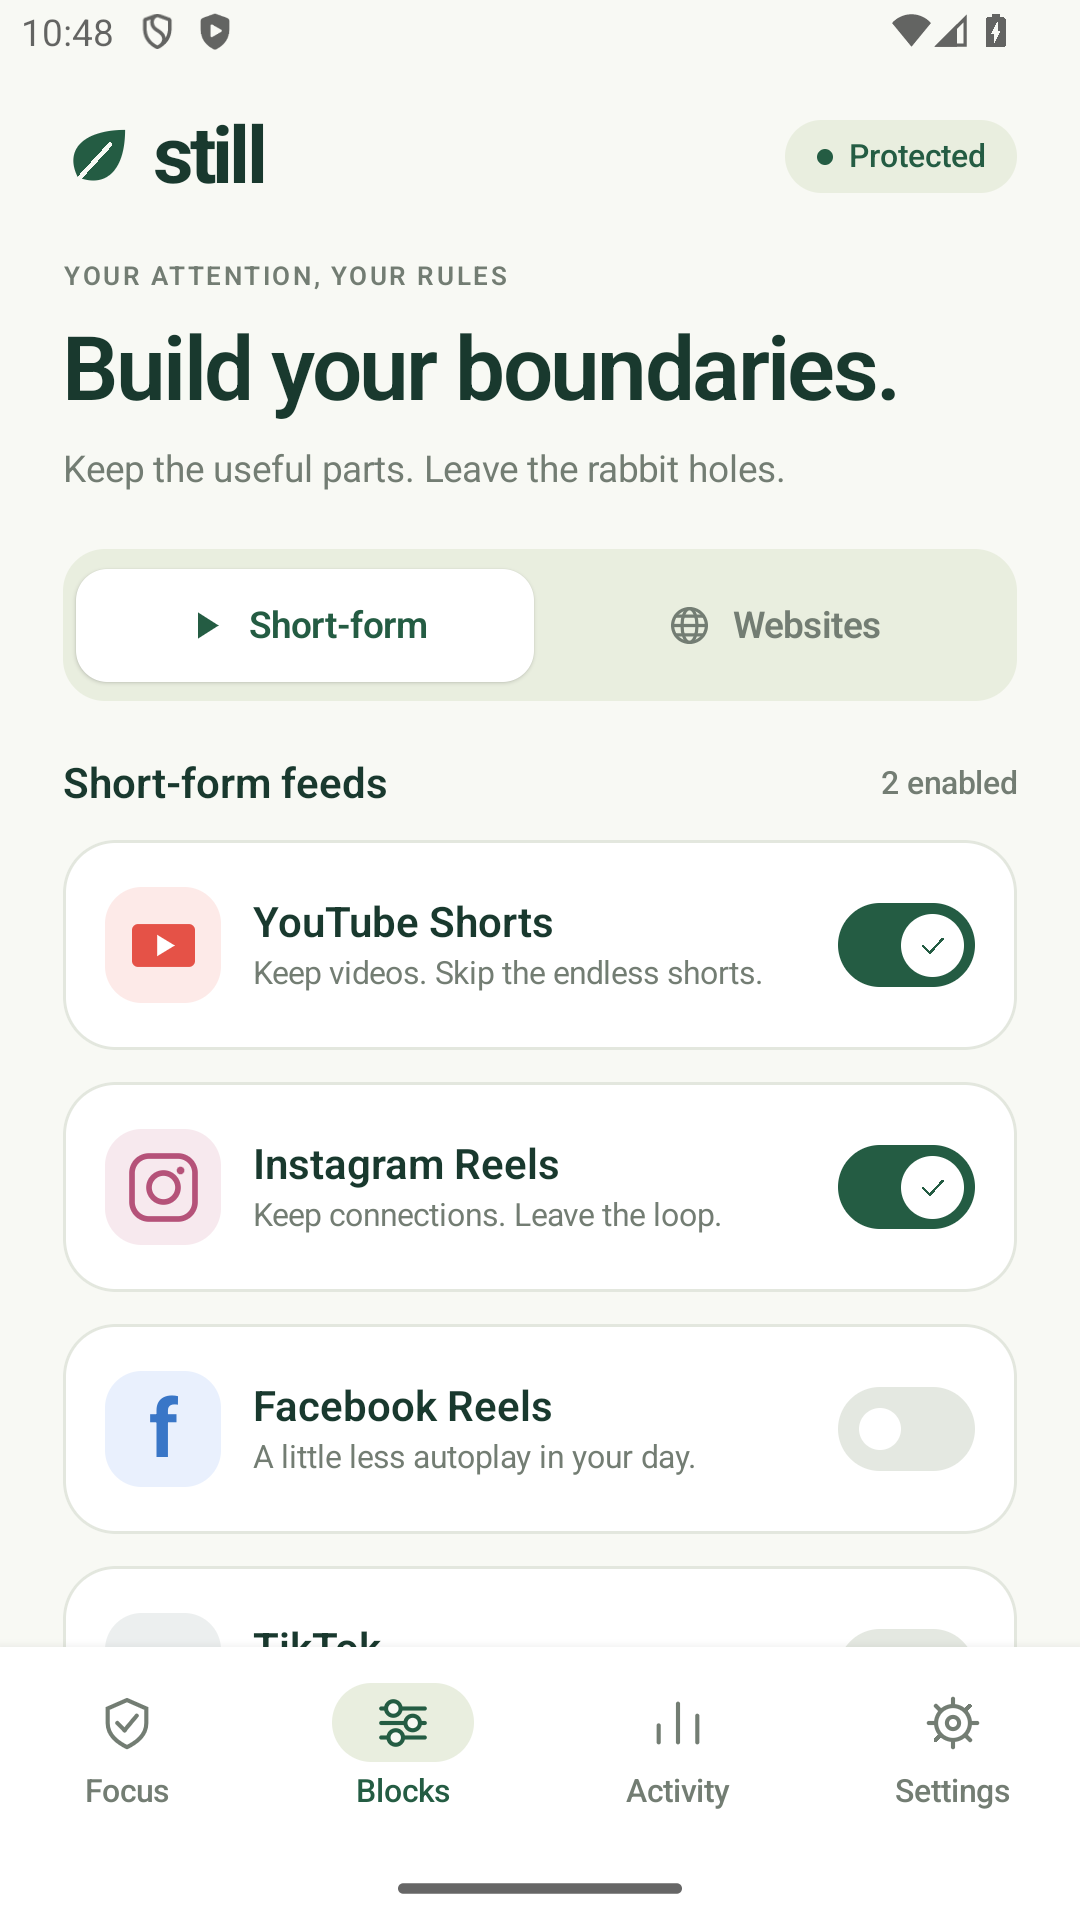 10:48
still
Protected
YOUR ATTENTION, YOUR RULES
Build your boundaries.
Keep the useful parts. Leave the rabbit holes.
Short-form
Websites
Short-form feeds
2 enabled
YouTube Shorts
Keep videos. Skip the endless shorts.
Instagram Reels
Keep connections. Leave the loop.
Facebook Reels
A little less autoplay in your day.
TikTok
Focus
Blocks
Activity
Settings